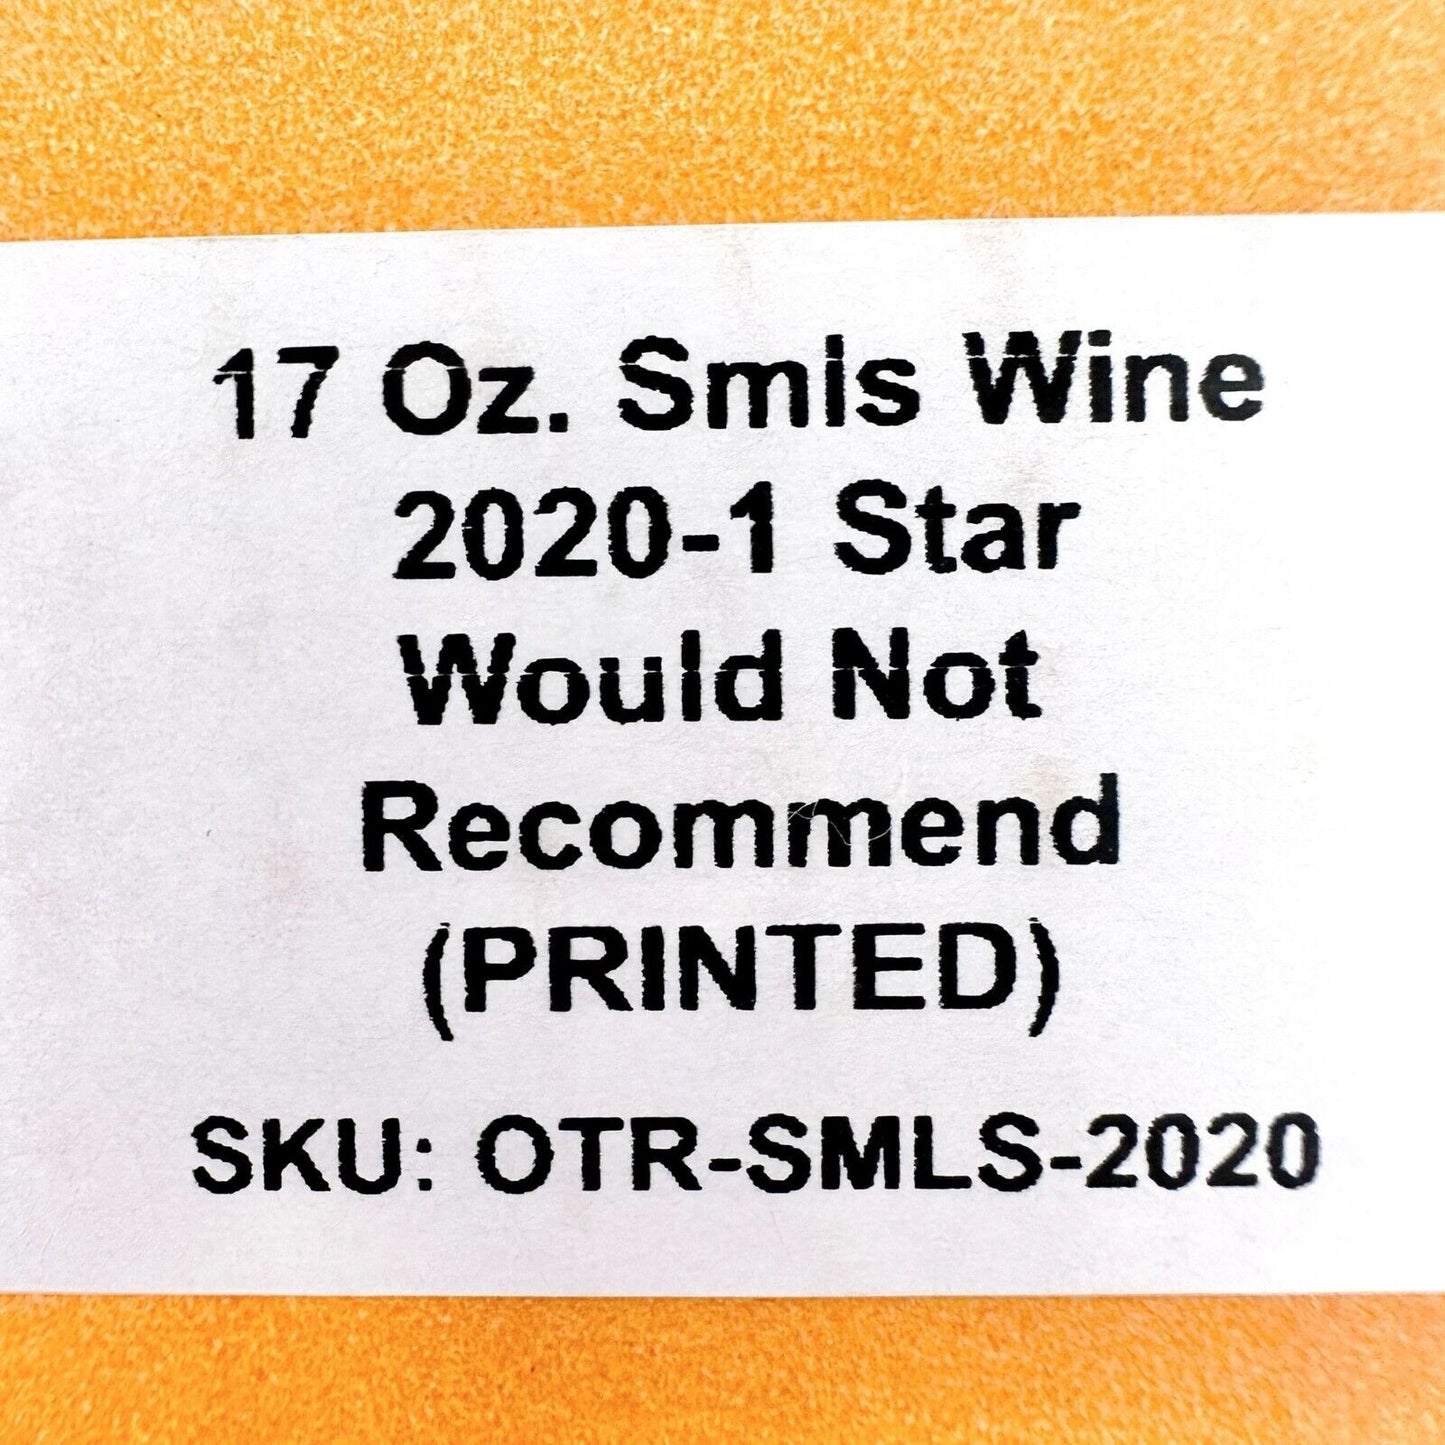 17 Oz. Smls Wine
2020-1 Star
Would Not
Recommend
(PRINTED)
SKU: OTR-SMLS-2020